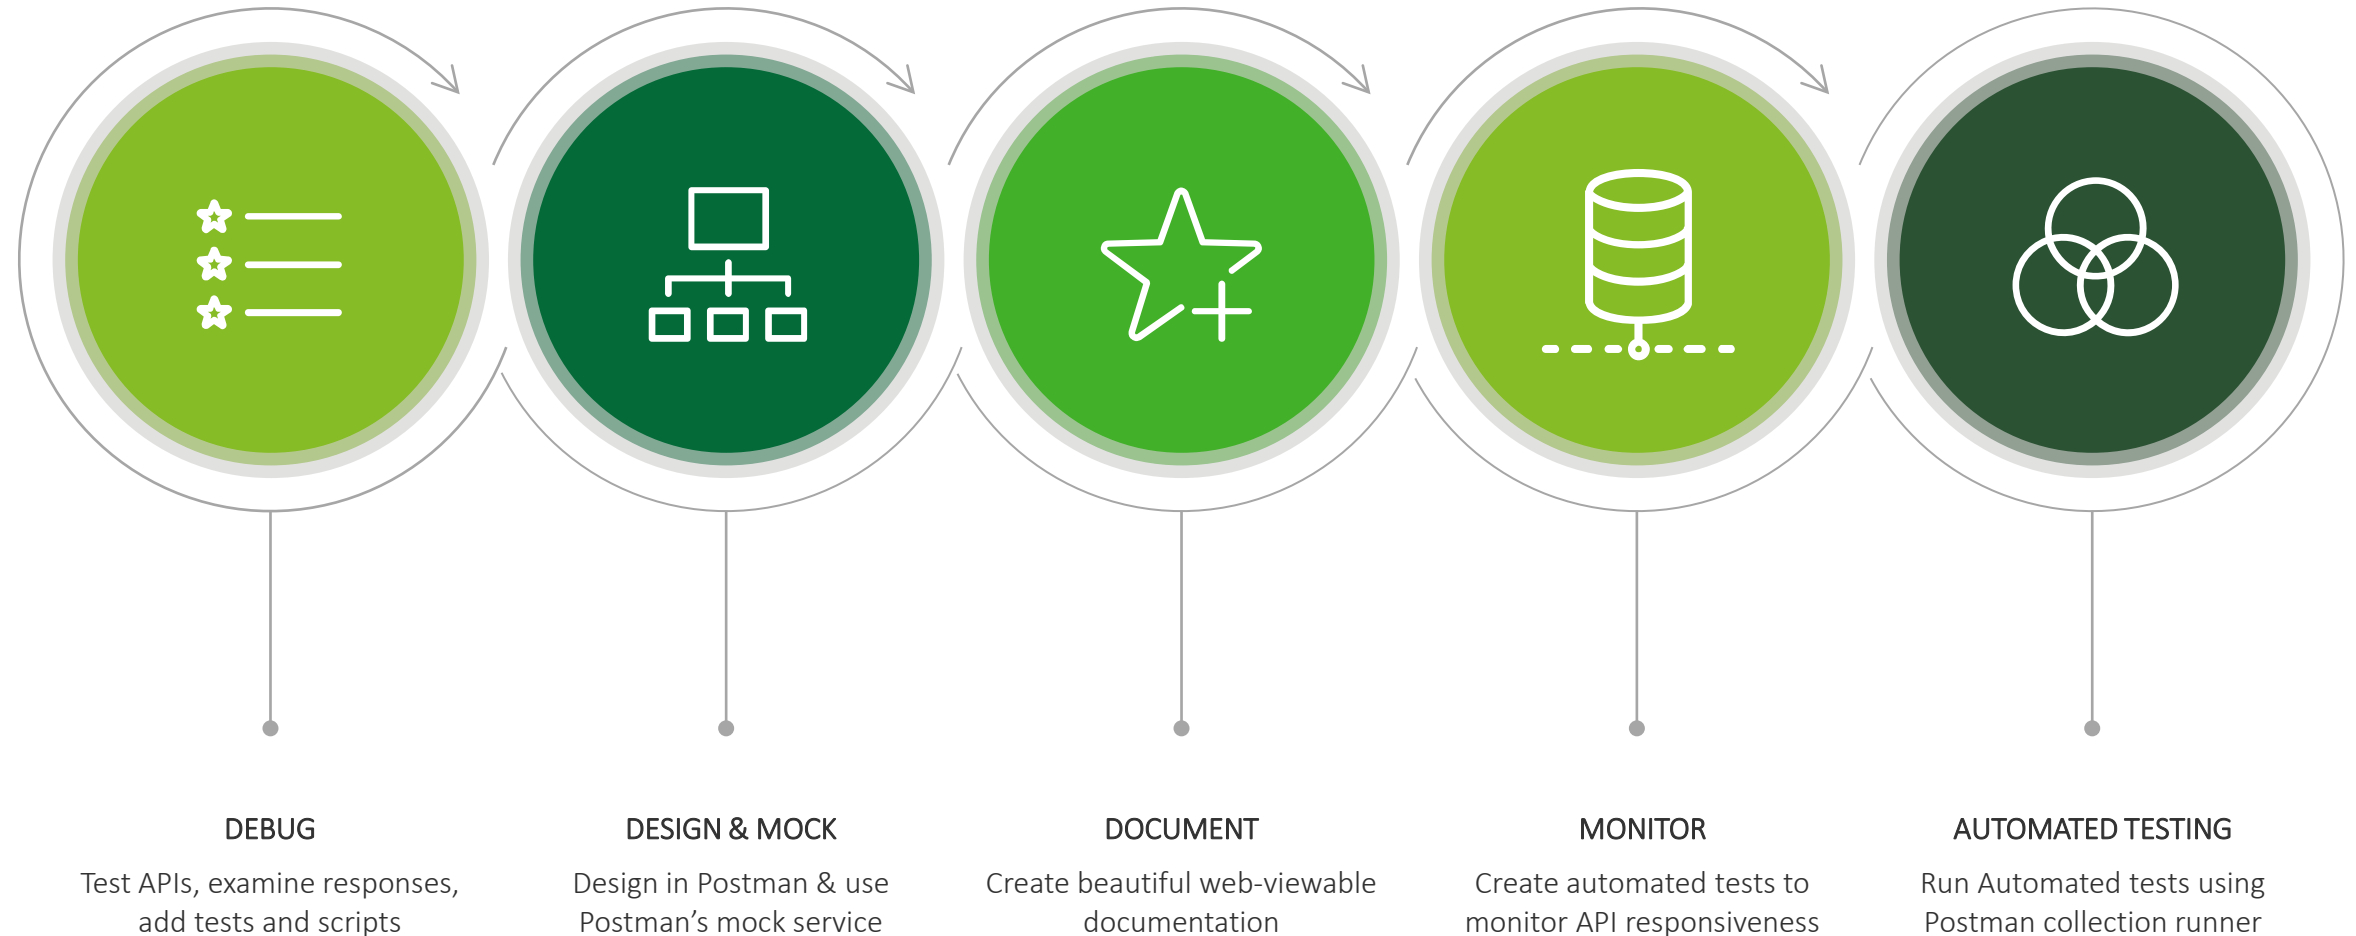 DEBUG
Test APIs, examine responses,
add tests and scripts
DESIGN & MOCK
Design in Postman & use
Postman’s mock service
DOCUMENT
Create beautiful web-viewable
documentation
MONITOR
Create automated tests to
monitor API responsiveness
AUTOMATED TESTING
Run Automated tests using
Postman collection runner